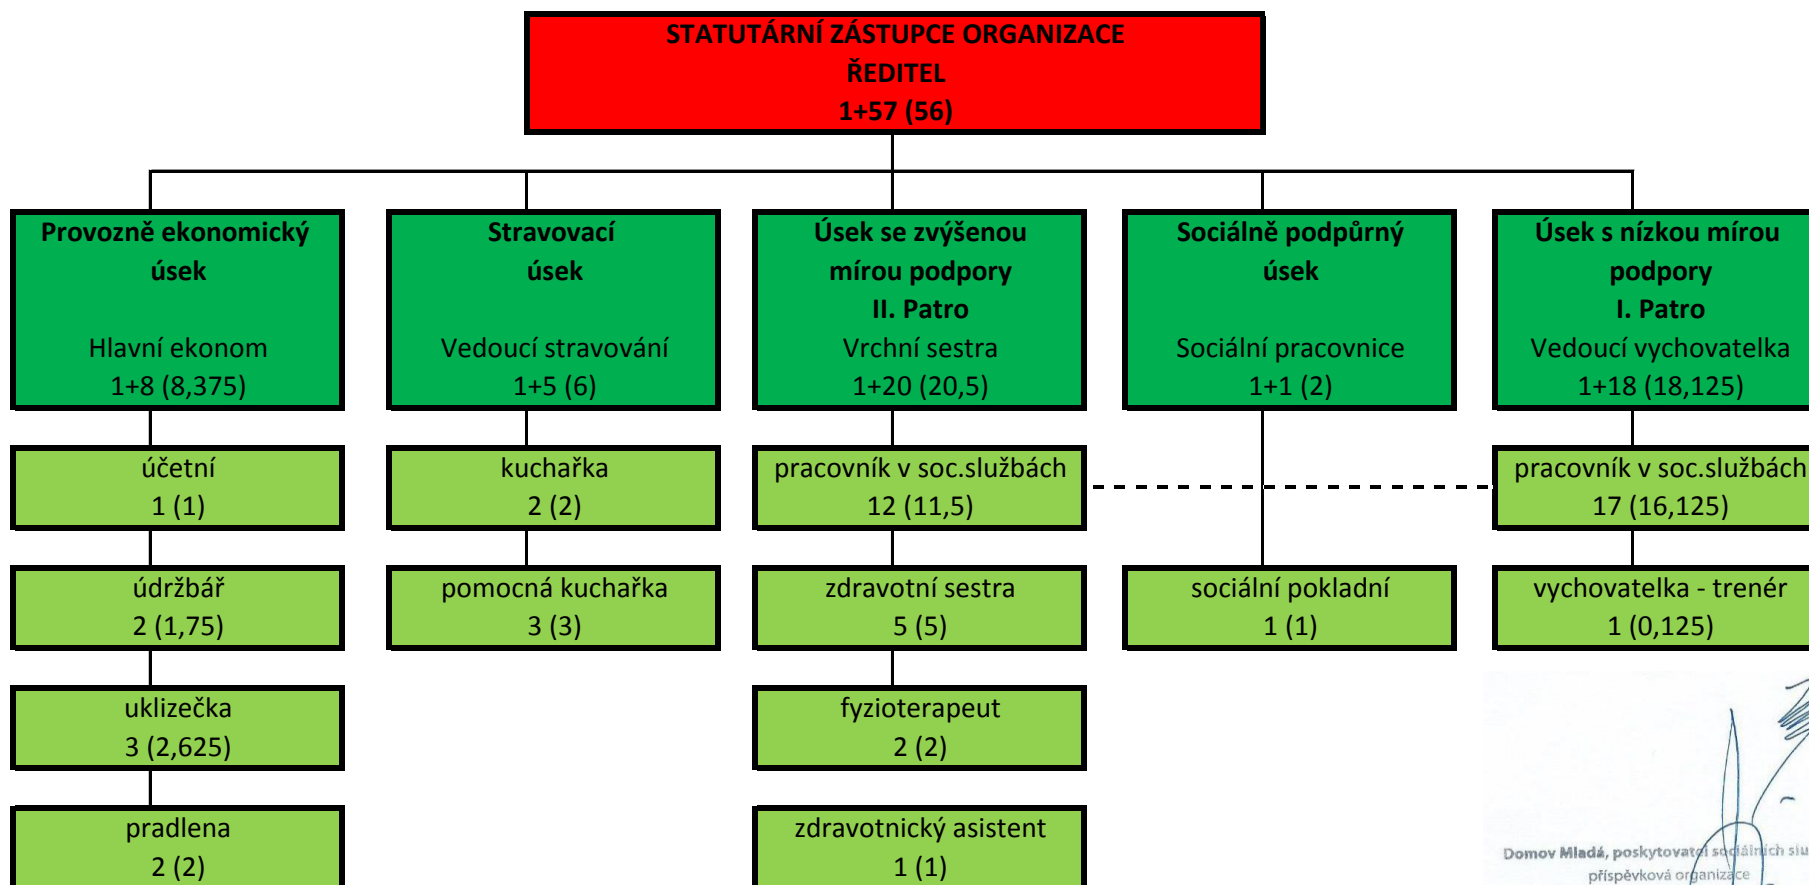 STATUTÁRNÍ ZÁSTUPCE ORGANIZACE
ŘEDITEL
1+57 (56)
Provozně ekonomický
úsek
Hlavní ekonom
1+8 (8,375)
Stravovací
úsek
Vedoucí stravování
1+5 (6)
Úsek se zvýšenou
mírou podpory
II. Patro
Vrchní sestra
1+20 (20,5)
Sociálně podpůrný
úsek
Sociální pracovnice
1+1 (2)
Úsek s nízkou mírou
podpory
I. Patro
Vedoucí vychovatelka
1+18 (18,125)
účetní
1 (1)
kuchařka
2 (2)
pracovník v soc.službách
12 (11,5)
pracovník v soc.službách
17 (16,125)
údržbář
2 (1,75)
pomocná kuchařka
3 (3)
zdravotní sestra
5 (5)
sociální pokladní
1 (1)
vychovatelka - trenér
1 (0,125)
uklizečka
3 (2,625)
fyzioterapeut
2 (2)
pradlena
2 (2)
zdravotnický asistent
1 (1)
Domov Mladá, poskytovatel sociálních
příspěvková organizace